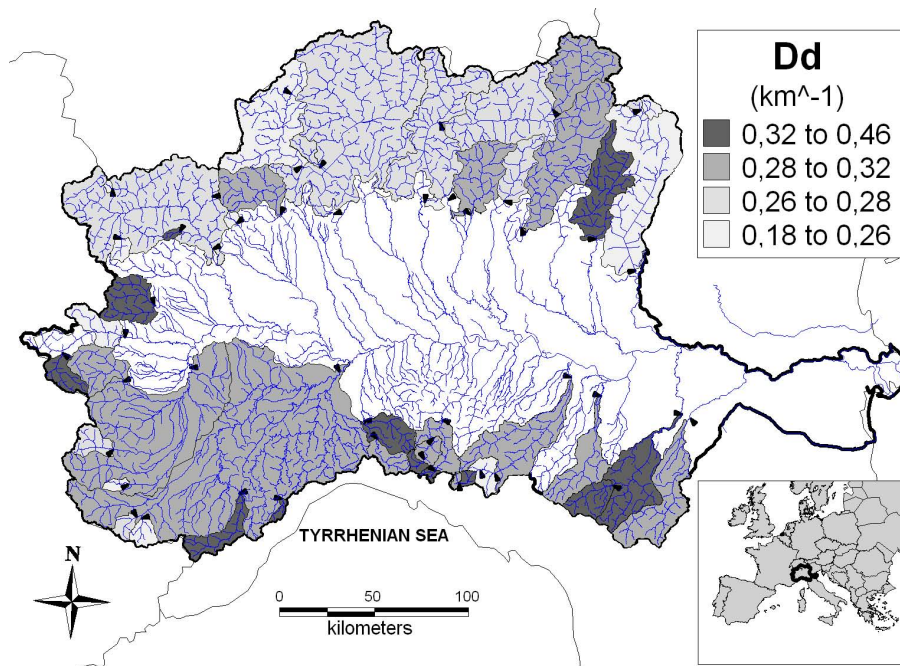 Dd
(km^-1)
0,32 to 0,46
0,28 to 0,32
0,26 to 0,28
0,18 to 0,26
TYRRHENIAN SEA
N
0 50 100
kilometers